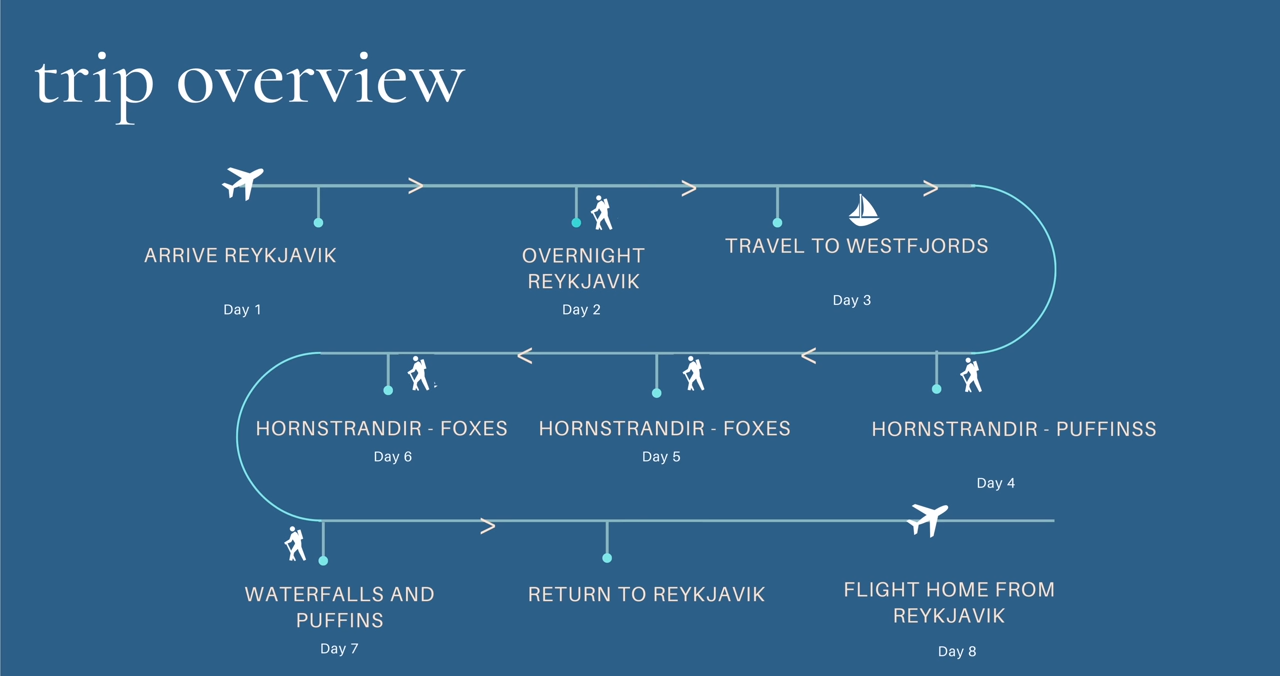 trip overview
ARRIVE REYKJAVIK
Day 1
OVERNIGHT
REYKJAVIK
Day 2
TRAVEL TO WESTFJORDS
Day 3
HORNSTRANDIR - PUFFINSS
Day 4
HORNSTRANDIR - FOXES
Day 5
HORNSTRANDIR - FOXES
Day 6
WATERFALLS AND
PUFFINS
Day 7
RETURN TO REYKJAVIK
FLIGHT HOME FROM
REYKJAVIK
Day 8